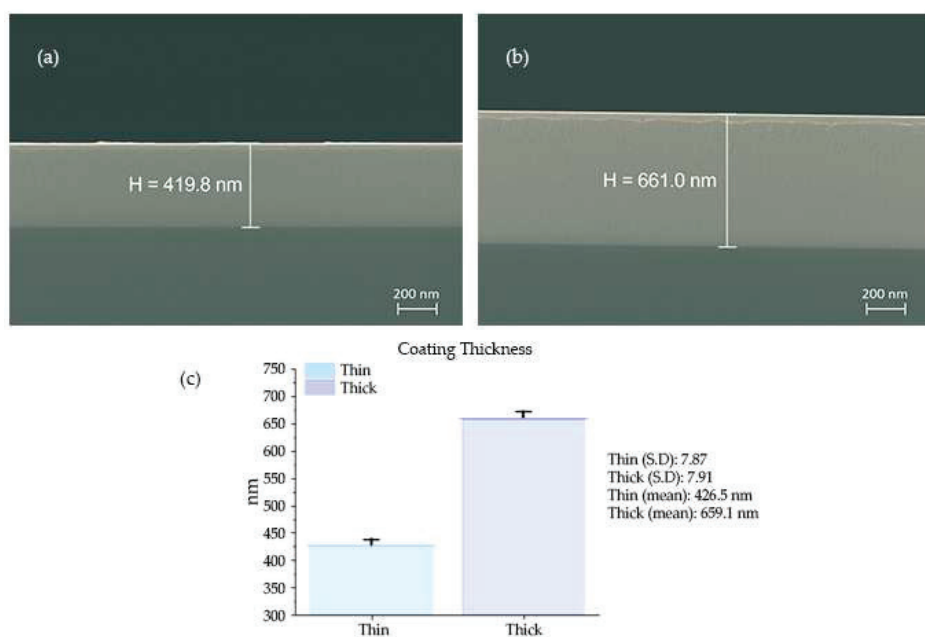 (a)
H = 419.8 nm
200 nm
(b)
H = 661.0 nm
200 nm
Coating Thickness
(c)
750
700
650
600
550
500
450
400
350
300
nm
Thin
Thick
Thin (S.D): 7.87
Thick (S.D): 7.91
Thin (mean): 426.5 nm
Thick (mean): 659.1 nm
Thin
Thick